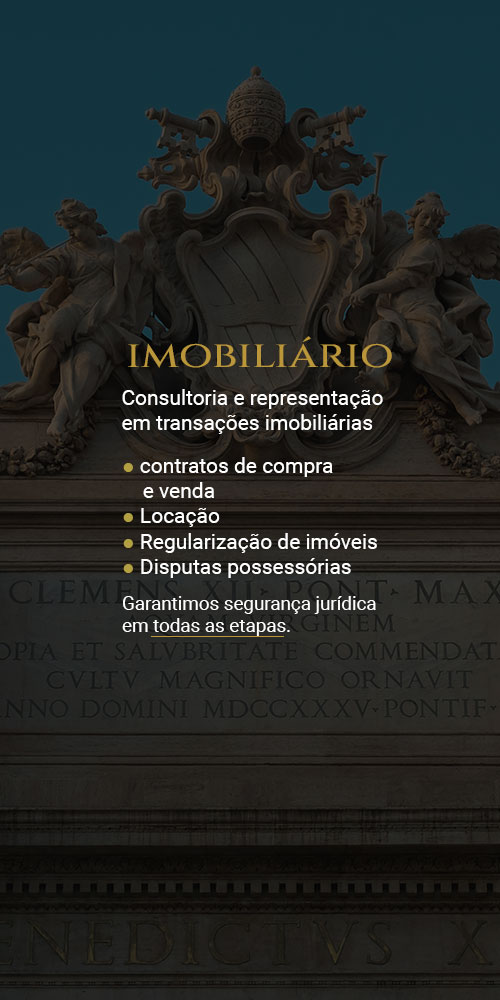 IMOBILIÁRIO
Consultoria e representação
em transações imobiliárias
• contratos de compra
e venda
• Locação
• Regularização de imóveis
• Disputas possessórias
CLEMENS XII· PONT· MAX
Garantimos segurança jurídica
RGINEM
em todas as etapas.
OPIA ET SALVBRITATE COMMENDAT
CVLTV MAGNIFICO ORNAVIT
NNO DOMINI MDCCXXXV·PONTIF·
ENEDICTVS X